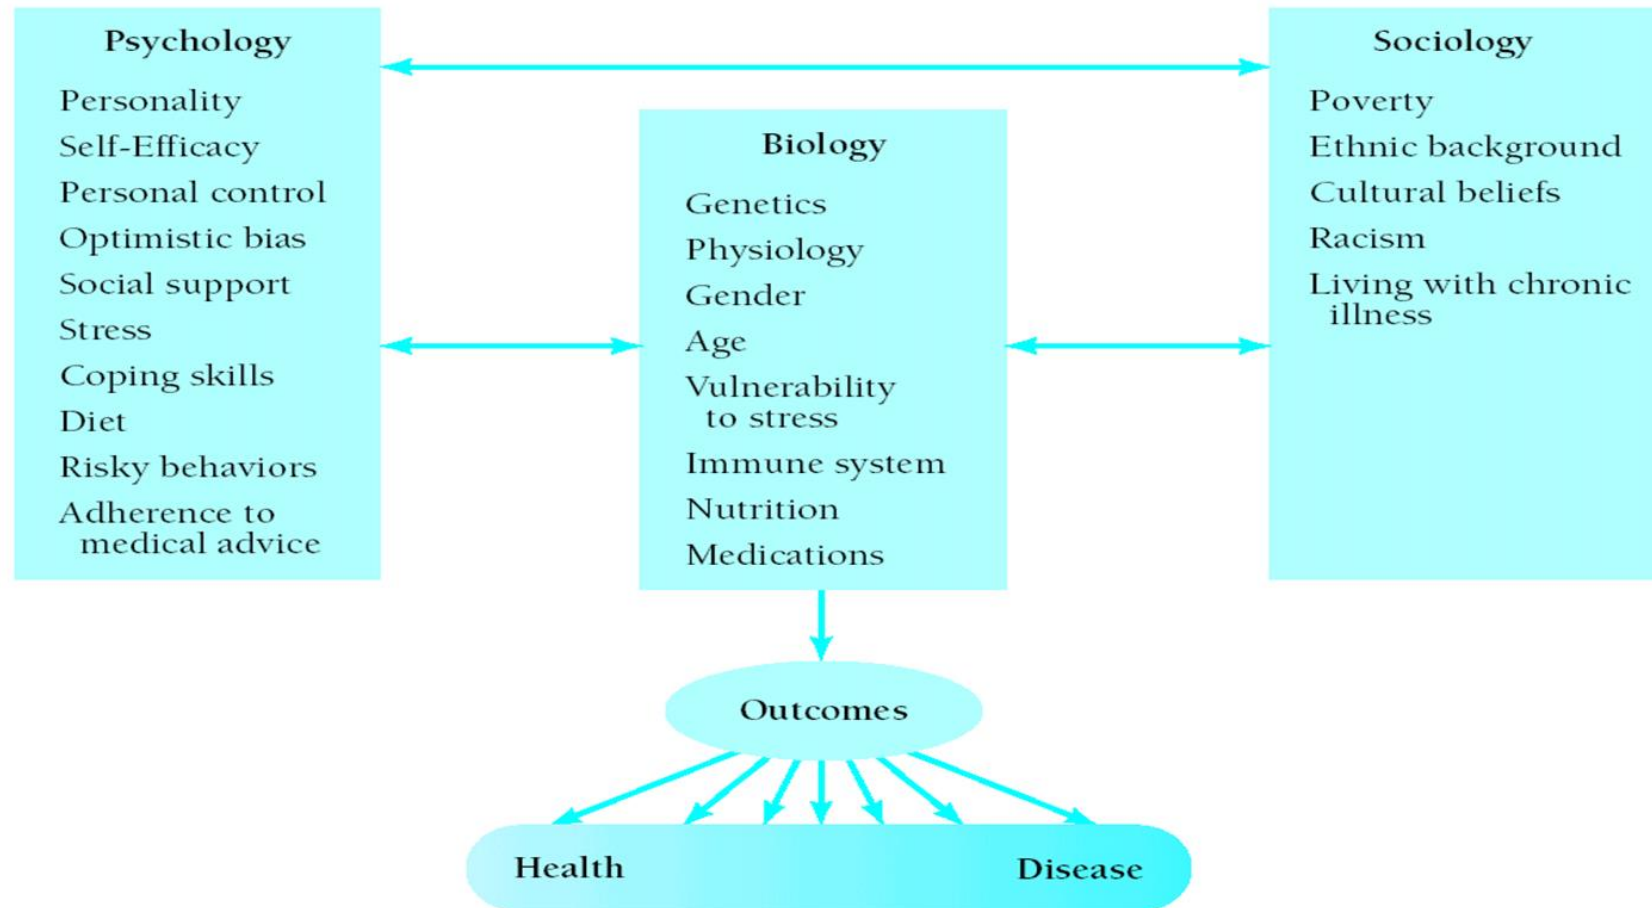 Psychology
Personality
Self-Efficacy
Personal control
Optimistic bias
Social support
Stress
Coping skills
Diet
Risky behaviors
Adherence to
medical advice
Biology
Genetics
Physiology
Gender
Age
Vulnerability
to stress
Immune system
Nutrition
Medications
Sociology
Poverty
Ethnic background
Cultural beliefs
Racism
Living with chronic
illness
Outcomes
Health
Disease